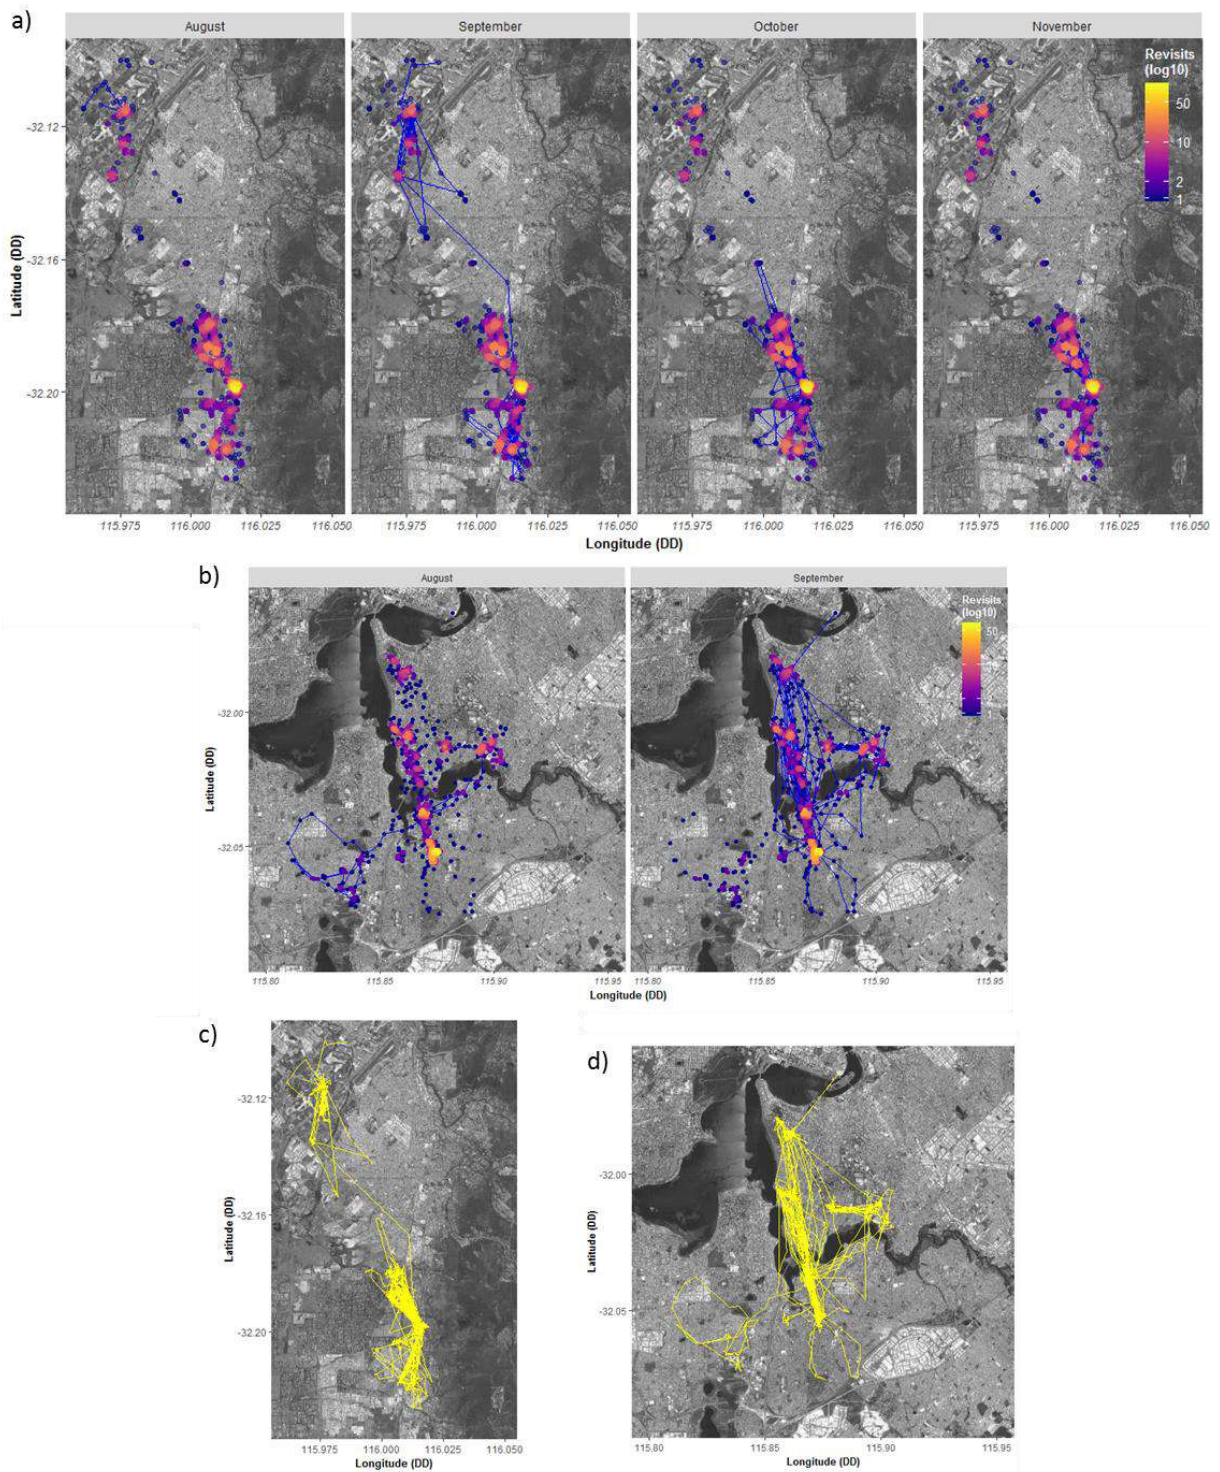 a)
August
September
October
November
Revisits
(log10)
50
10
2
1
-32.12
-32.16
-32.20
Latitude (DD)
115.975
116.000
116.025
116.050
115.975
116.000
116.025
116.050
115.975
116.000
116.025
116.050
115.975
116.000
116.025
116.050
Longitude (DD)
b)
August
September
Revisits
(log10)
50
-32.00
-32.05
Latitude (DD)
115.80
115.85
115.90
115.95
115.80
115.85
115.90
115.95
Longitude (DD)
c)
-32.12
-32.16
-32.20
Latitude (DD)
115.975
116.000
116.025
116.050
Longitude (DD)
d)
-32.00
-32.05
Latitude (DD)
115.80
115.85
115.90
115.95
Longitude (DD)